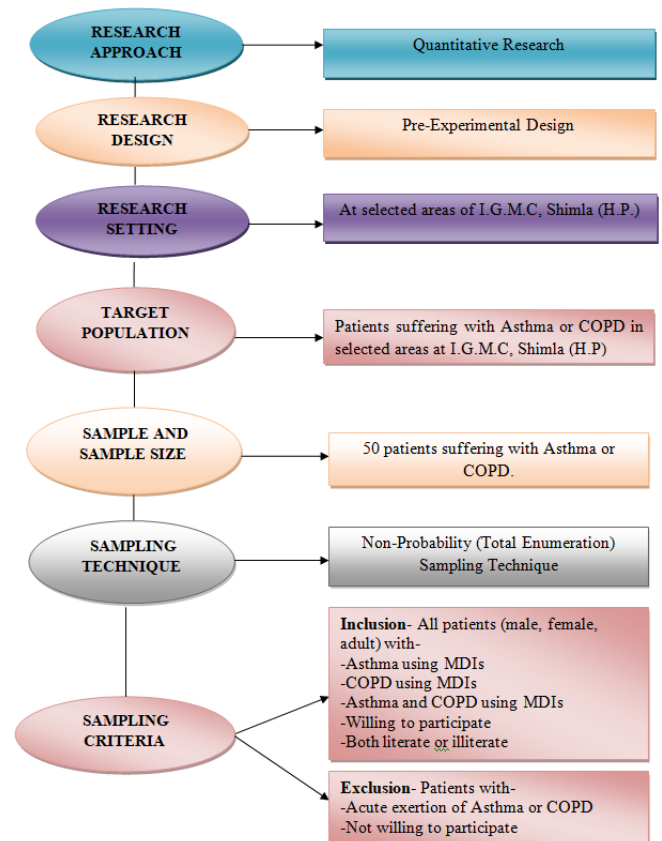 RESEARCH
APPROACH
Quantitative Research
RESEARCH
DESIGN
Pre-Experimental Design
RESEARCH
SETTING
At selected areas of I.G.M.C, Shimla (H.P.)
TARGET
POPULATION
Patients suffering with Asthma or COPD in
selected areas at I.G.M.C, Shimla (H.P)
SAMPLE AND
SAMPLE SIZE
50 patients suffering with Asthma or
COPD.
SAMPLING
TECHNIQUE
Non-Probability (Total Enumeration)
Sampling Technique
SAMPLING
CRITERIA
Inclusion- All patients (male, female,
adult) with-
-Asthma using MDIs
-COPD using MDIs
-Asthma and COPD using MDIs
-Willing to participate
-Both literate or illiterate
Exclusion- Patients with-
-Acute exertion of Asthma or COPD
-Not willing to participate